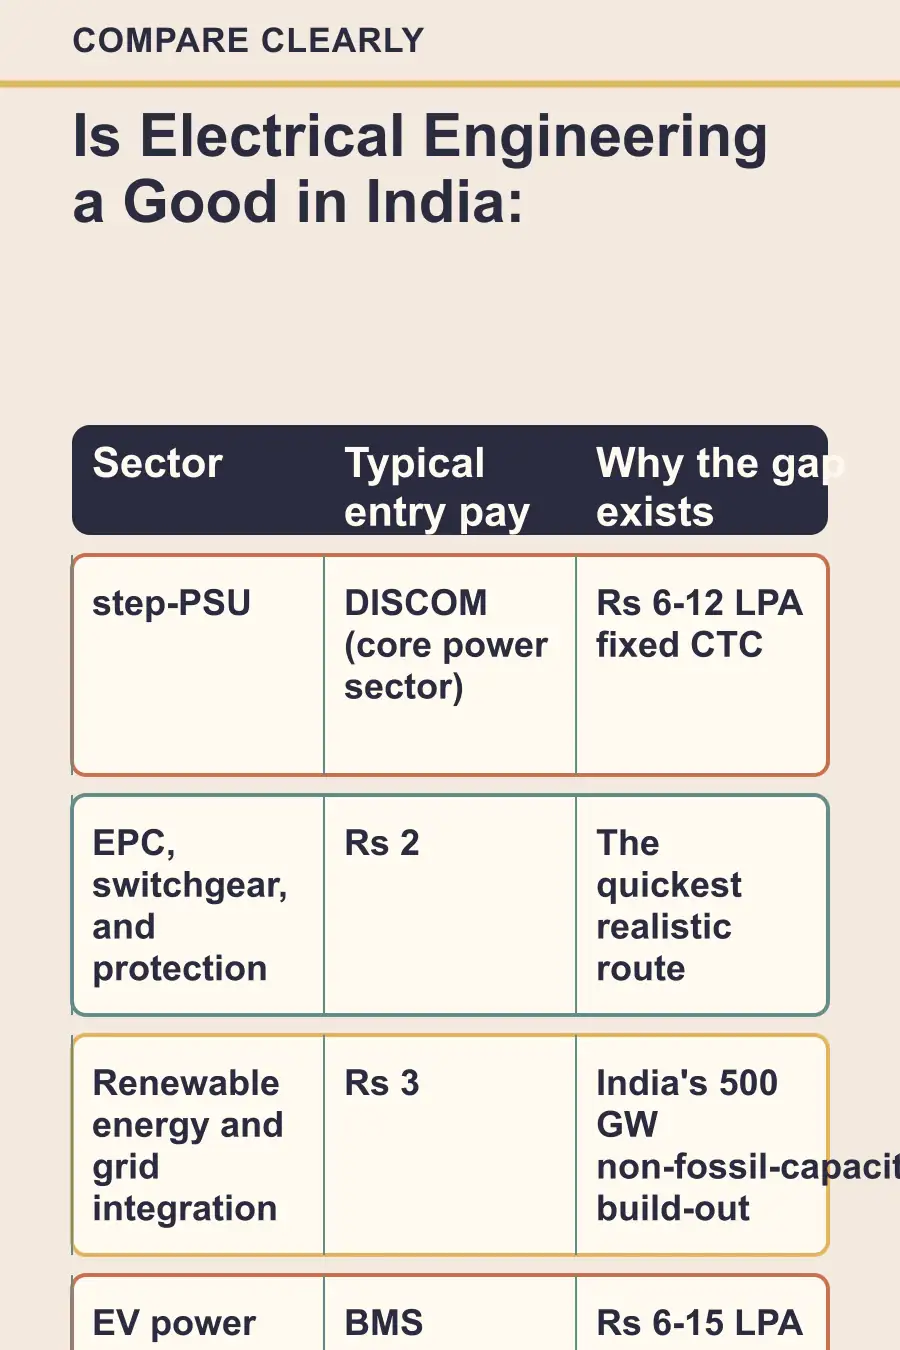 COMPARE CLEARLY
Is Electrical Engineering
a Good in India:
Sector
Typical
entry pay
Why the gap
exists
step-PSU
DISCOM
(core power
sector)
Rs 6-12 LPA
fixed CTC
EPC,
switchgear,
and
protection
Rs 2
The
quickest
realistic
route
Renewable
energy and
grid
integration
Rs 3
India's 500
GW
non-fossil-capacit
build-out
EV power
BMS
Rs 6-15 LPA